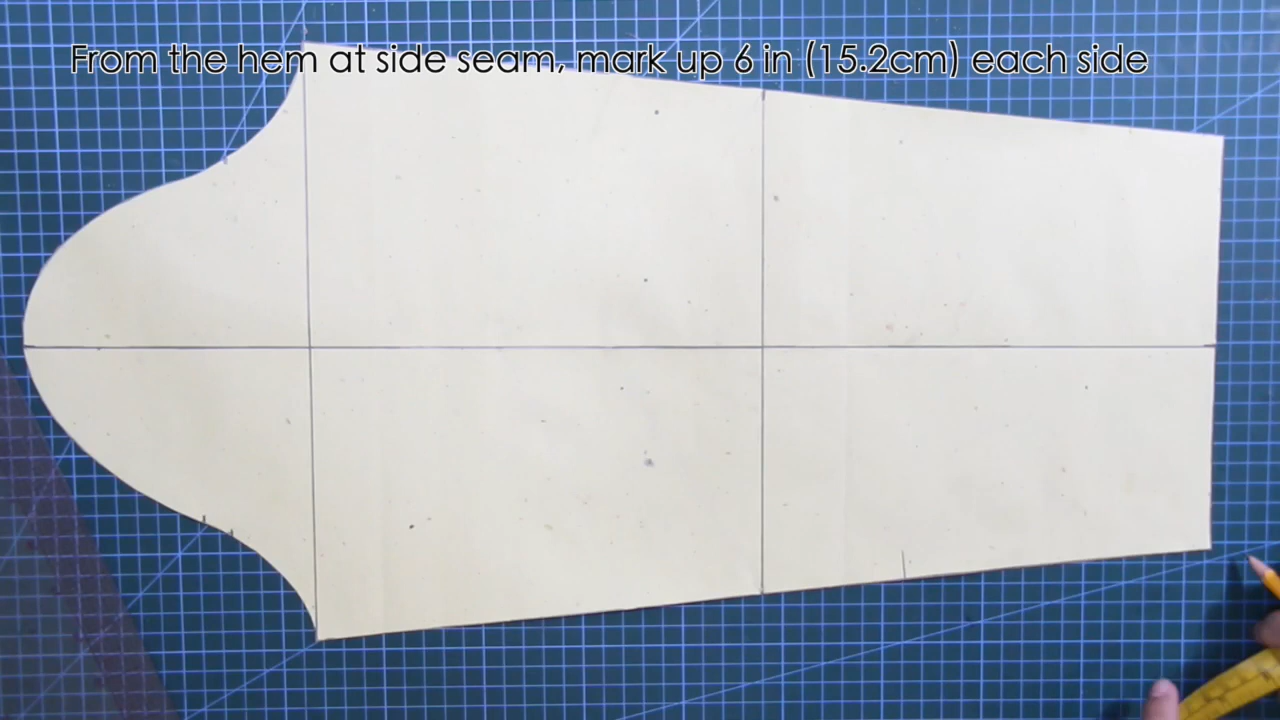 From the hem at side seam, mark up 6 in (15.2cm) each side